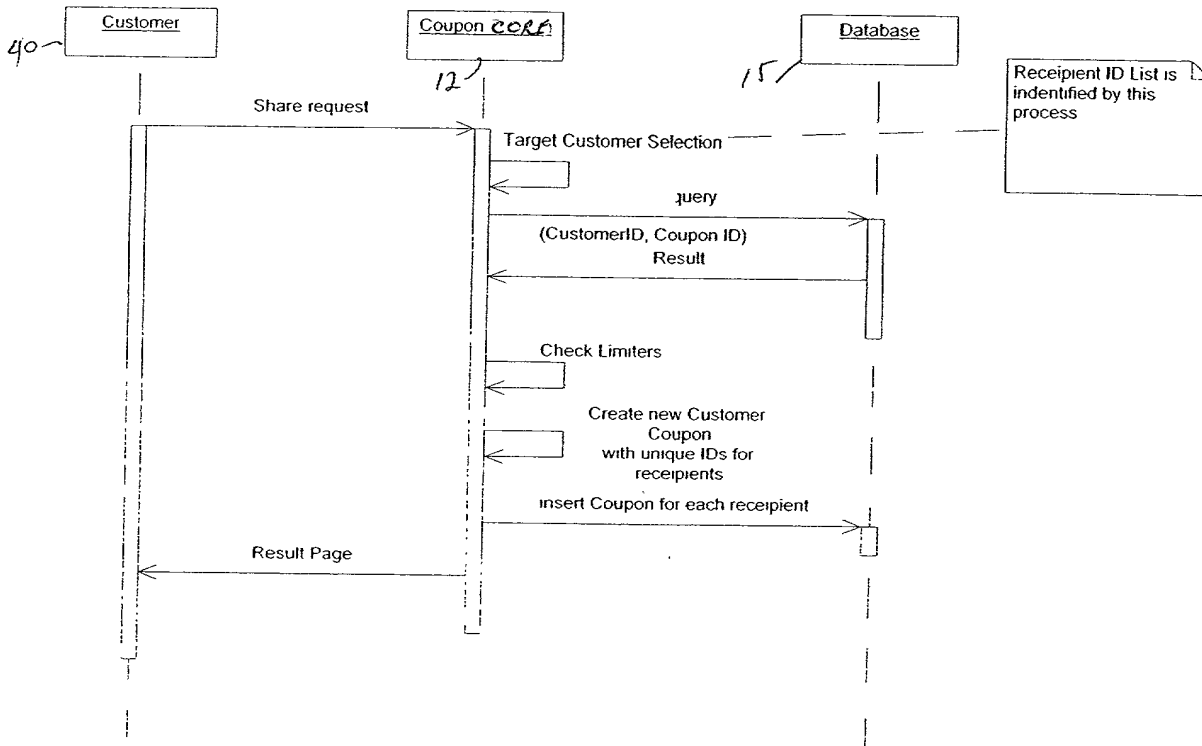 Customer
Coupon CORE
Database
40
12
15
Receipient ID List is
indentified by this
process
Share request
Target Customer Selection
query
(CustomerID, Coupon ID)
Result
Check Limiters
Create new Customer
Coupon
with unique IDs for
receipients
insert Coupon for each receipient
Result Page